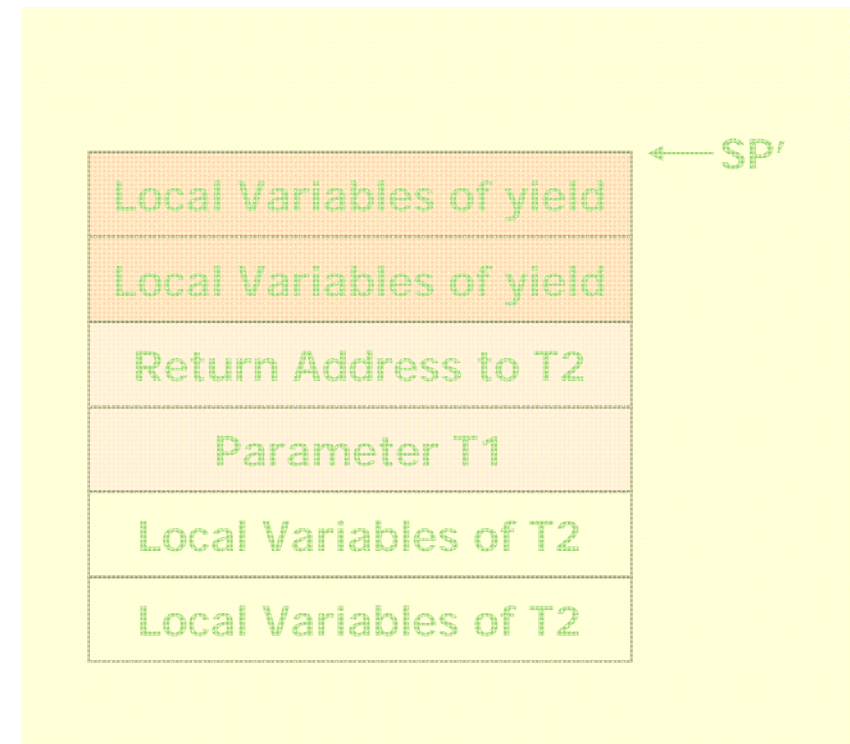 SP'
Local Variables of yield
Local Variables of yield
Return Address to T2
Parameter T1
Local Variables of T2
Local Variables of T2